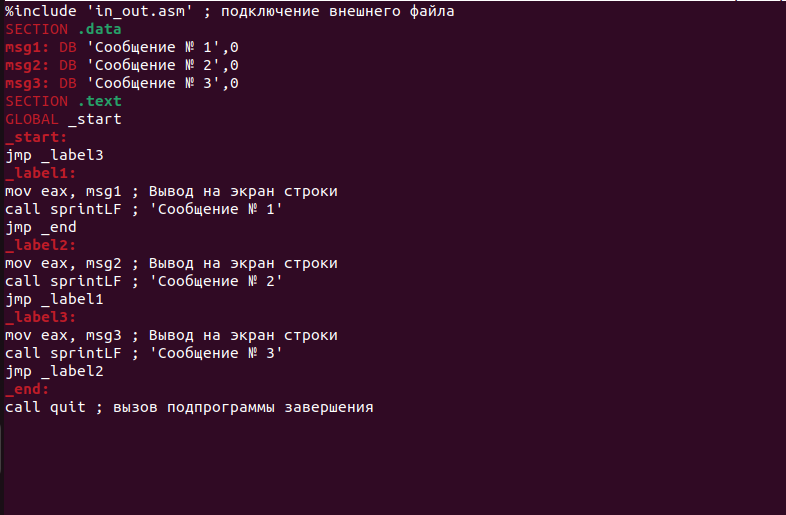 %include 'in_out.asm' ; подключение внешнего файла
SECTION .data
msg1: DB 'Сообщение № 1',0
msg2: DB 'Сообщение № 2',0
msg3: DB 'Сообщение № 3',0
SECTION .text
GLOBAL _start
_start:
jmp _label3
_label1:
mov eax, msg1 ; Вывод на экран строки
call sprintLF ; 'Сообщение № 1'
jmp _end
_label2:
mov eax, msg2 ; Вывод на экран строки
call sprintLF ; 'Сообщение № 2'
jmp _label1
_label3:
mov eax, msg3 ; Вывод на экран строки
call sprintLF ; 'Сообщение № 3'
jmp _label2
_end:
call quit ; вызов подпрограммы завершения